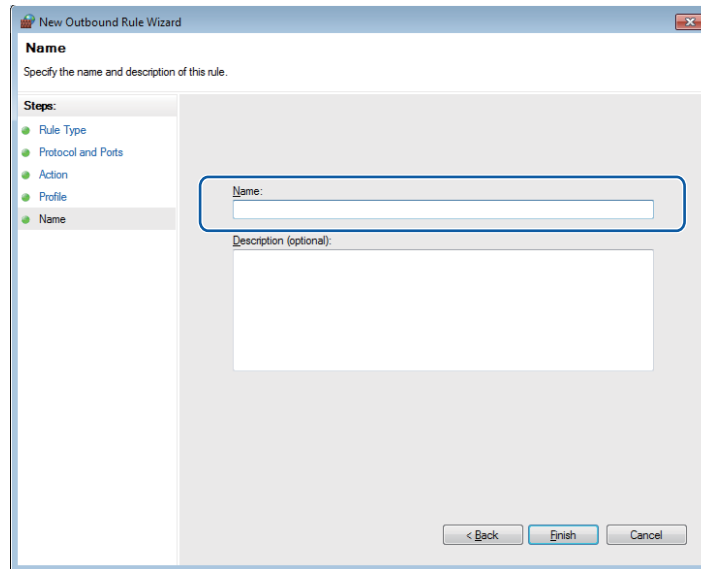 New Outbound Rule Wizard
Name
Specify the name and description of this rule.
Steps:
Rule Type
Protocol and Ports
Action
Profile
Name
Name:
Description (optional):
< Back
Finish
Cancel